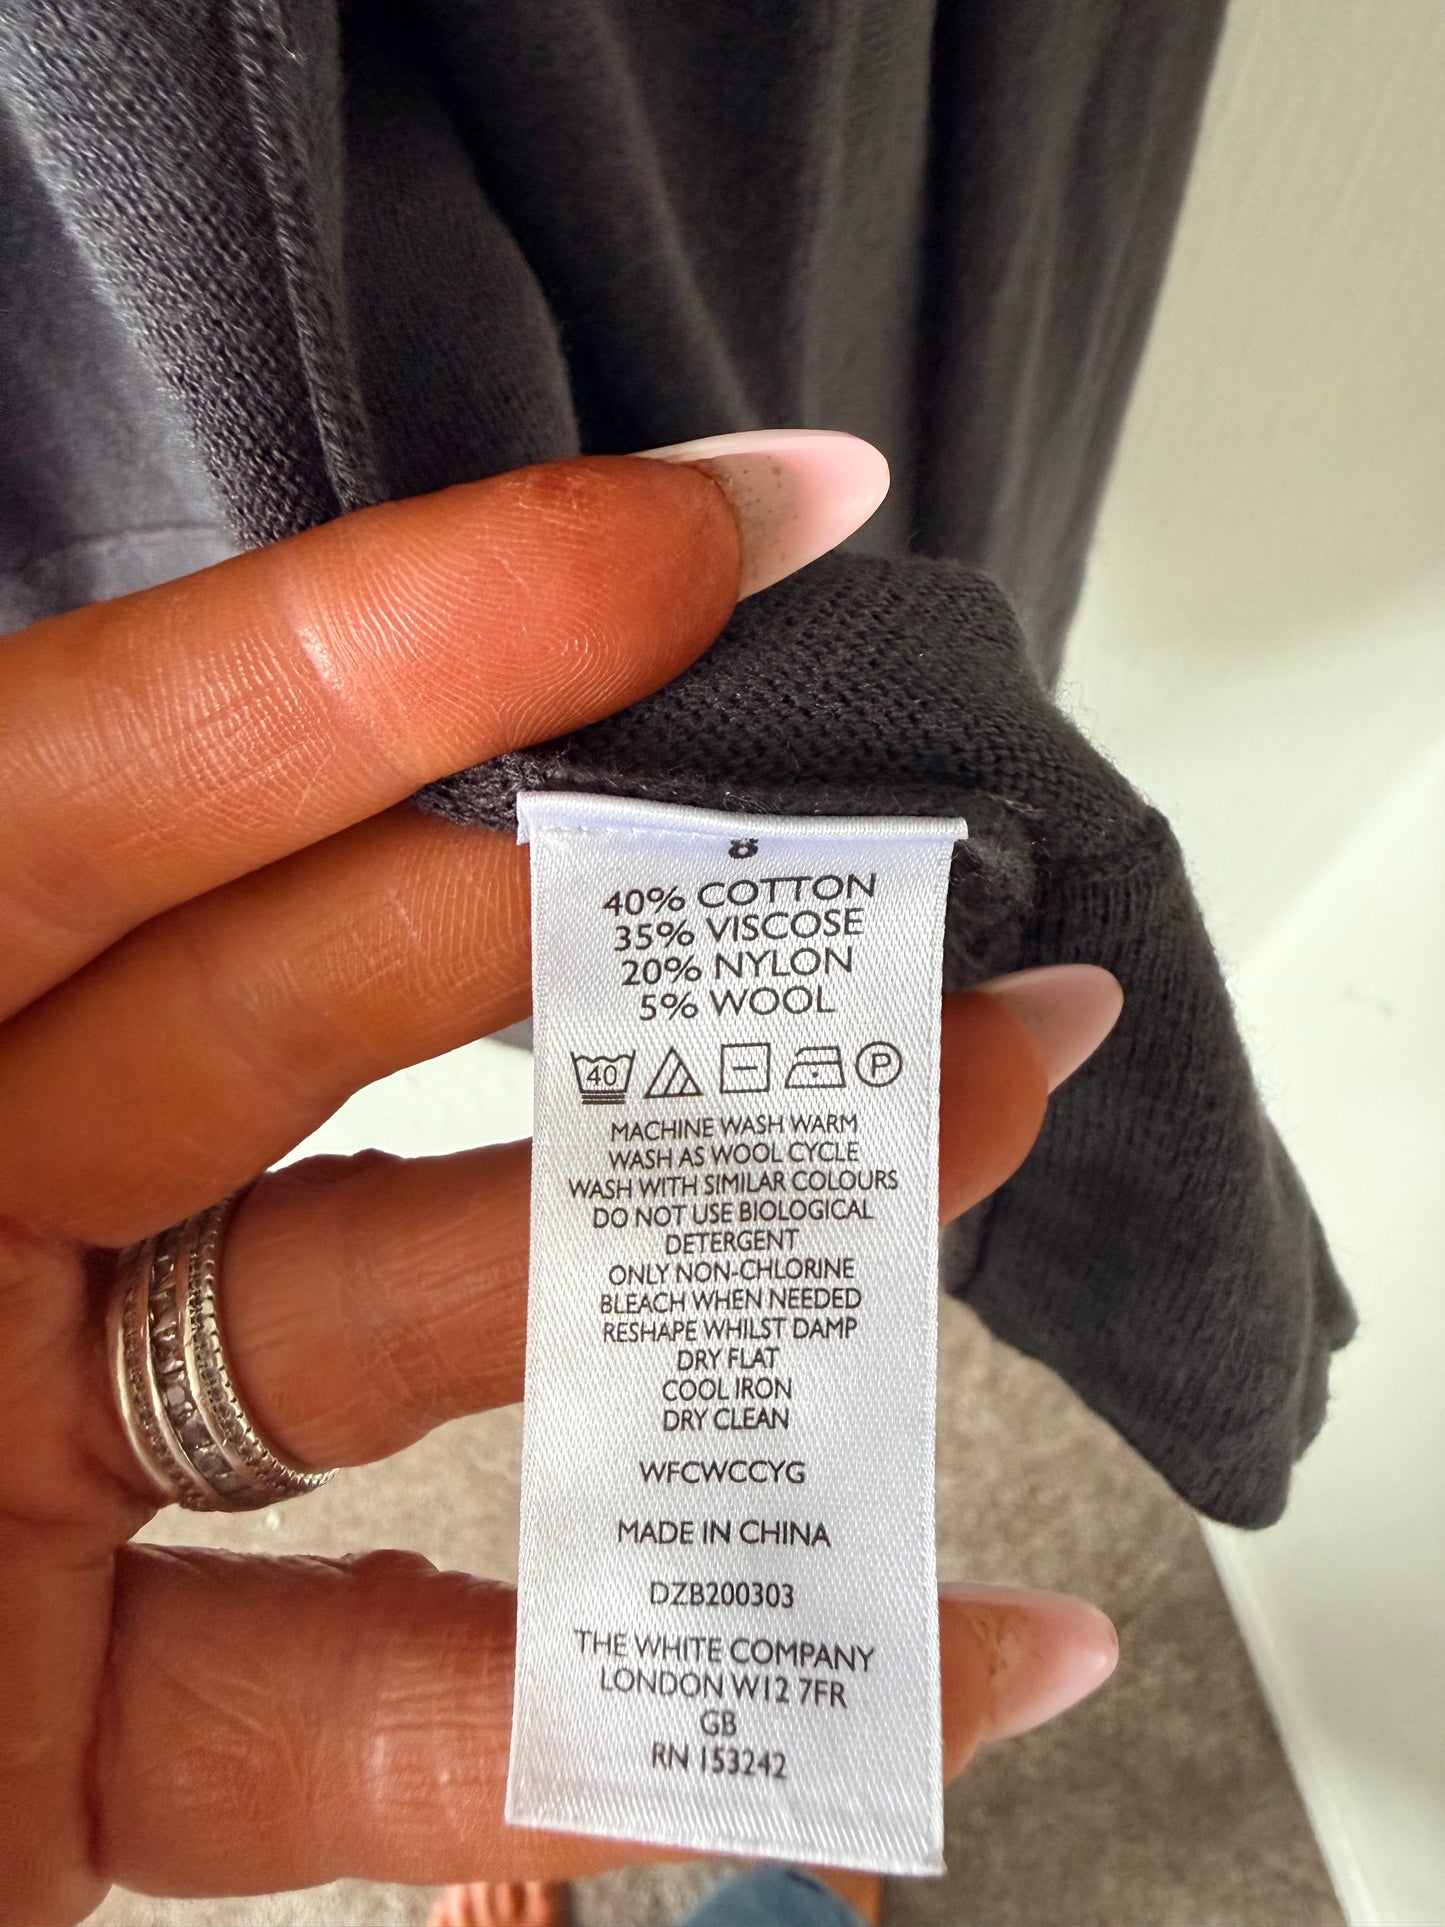 8
40% COTTON
35% VISCOSE
20% NYLON
5% WOOL
40 P
MACHINE WASH WARM
WASH AS WOOL CYCLE
WASH WITH SIMILAR COLOURS
DO NOT USE BIOLOGICAL
DETERGENT
ONLY NON-CHLORINE
BLEACH WHEN NEEDED
RESHAPE WHILST DAMP
DRY FLAT
COOL IRON
DRY CLEAN
WFCWCCYG
MADE IN CHINA
DZB200303
THE WHITE COMPANY
LONDON W12 7FR
GB
RN 153242